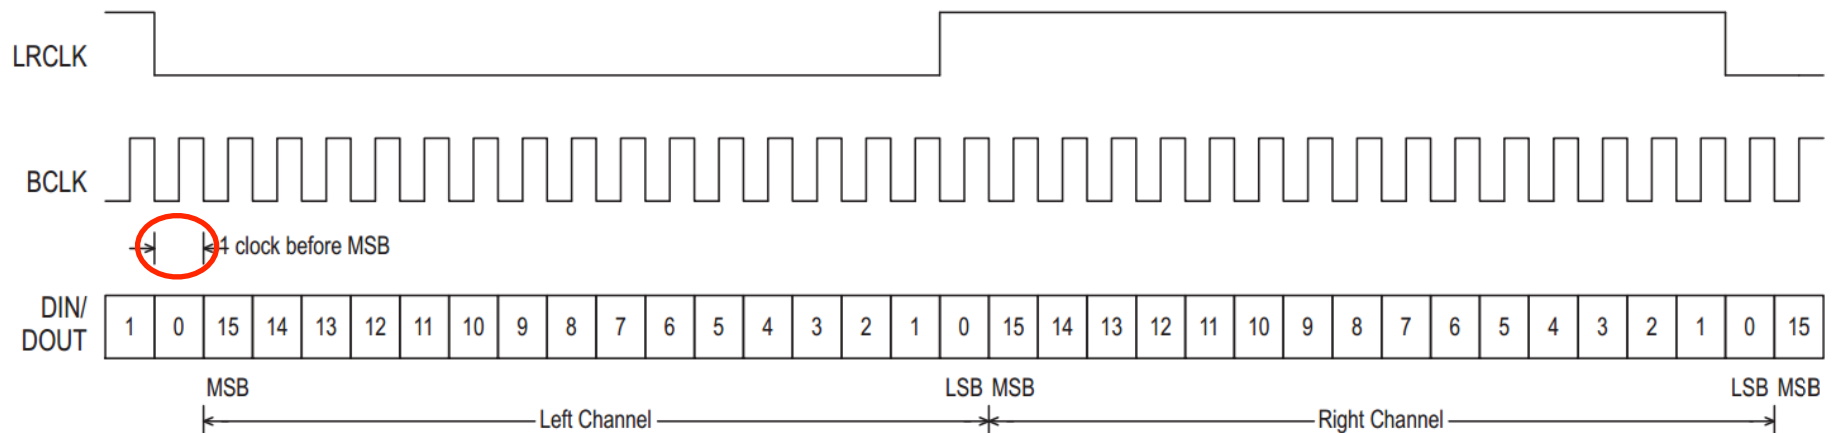 LRCLK
BCLK
1 clock before MSB
DIN/
DOUT
1 0 15 14 13 12 11 10 9 8 7 6 5 4 3 2 1 0 15 14 13 12 11 10 9 8 7 6 5 4 3 2 1 0 15
MSB LSB MSB LSB MSB
Left Channel Right Channel